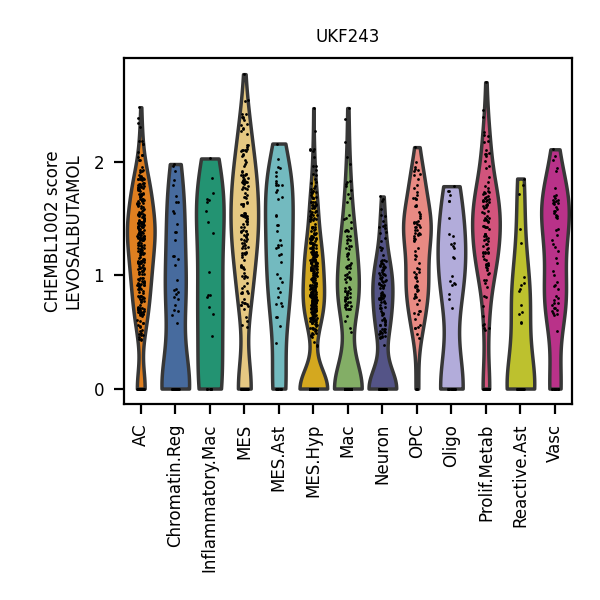 UKF243
CHEMBL1002 score
LEVOSALBUTAMOL
2
1
0
AC
Chromatin.Reg
Inflammatory.Mac
MES
MES.Ast
MES.Hyp
Mac
Neuron
OPC
Oligo
Prolif.Metab
Reactive.Ast
Vasc